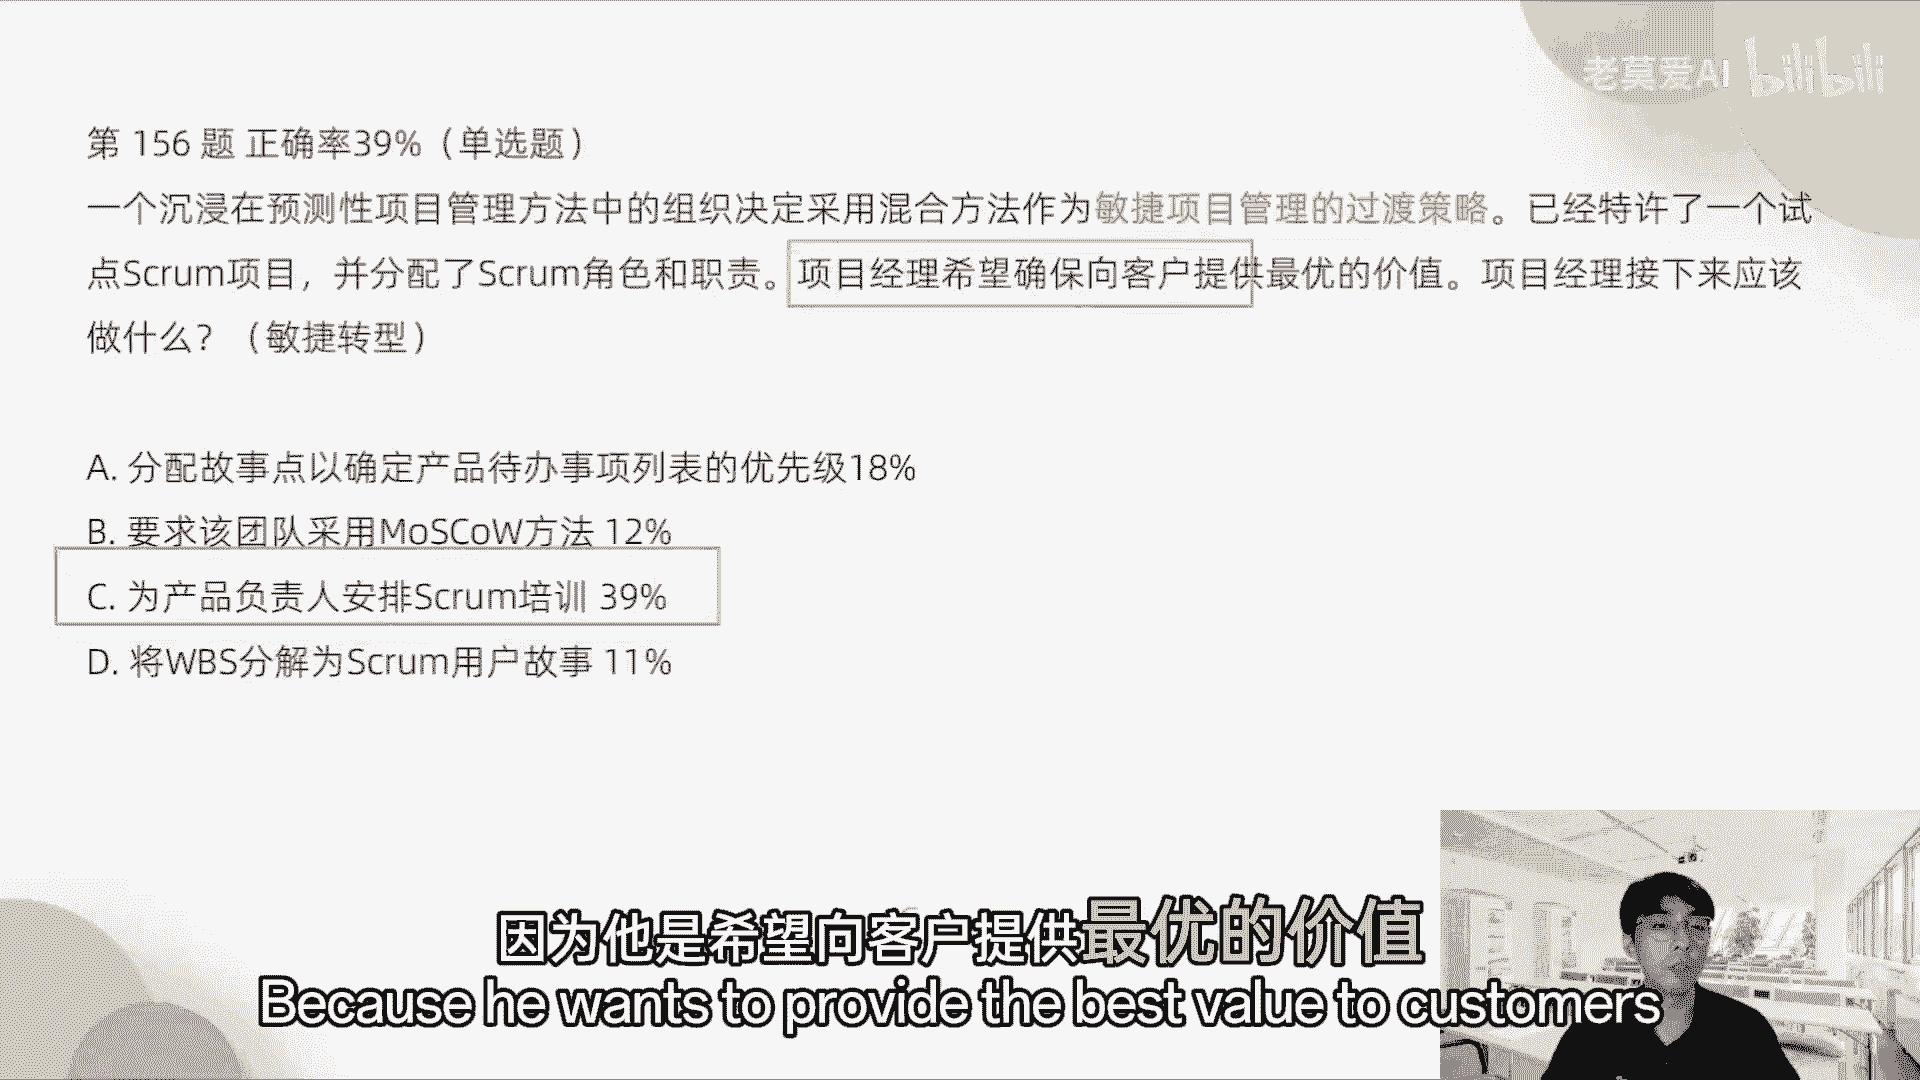 老莫爱AI bilibili
第 156 题 正确率39%（单选题）
一个沉浸在预测性项目管理方法中的组织决定采用混合方法作为敏捷项目管理的过渡策略。已经特许了一个试
点Scrum项目，并分配了Scrum角色和职责。项目经理希望确保向客户提供最优的价值。项目经理接下来应该
做什么？（敏捷转型）
A. 分配故事点以确定产品待办事项列表的优先级18%
B. 要求该团队采用MoSCoW方法 12%
C. 为产品负责人安排Scrum培训 39%
D. 将WBS分解为Scrum用户故事 11%
因为他是希望向客户提供最优的价值
Because he wants to provide the best value to customers